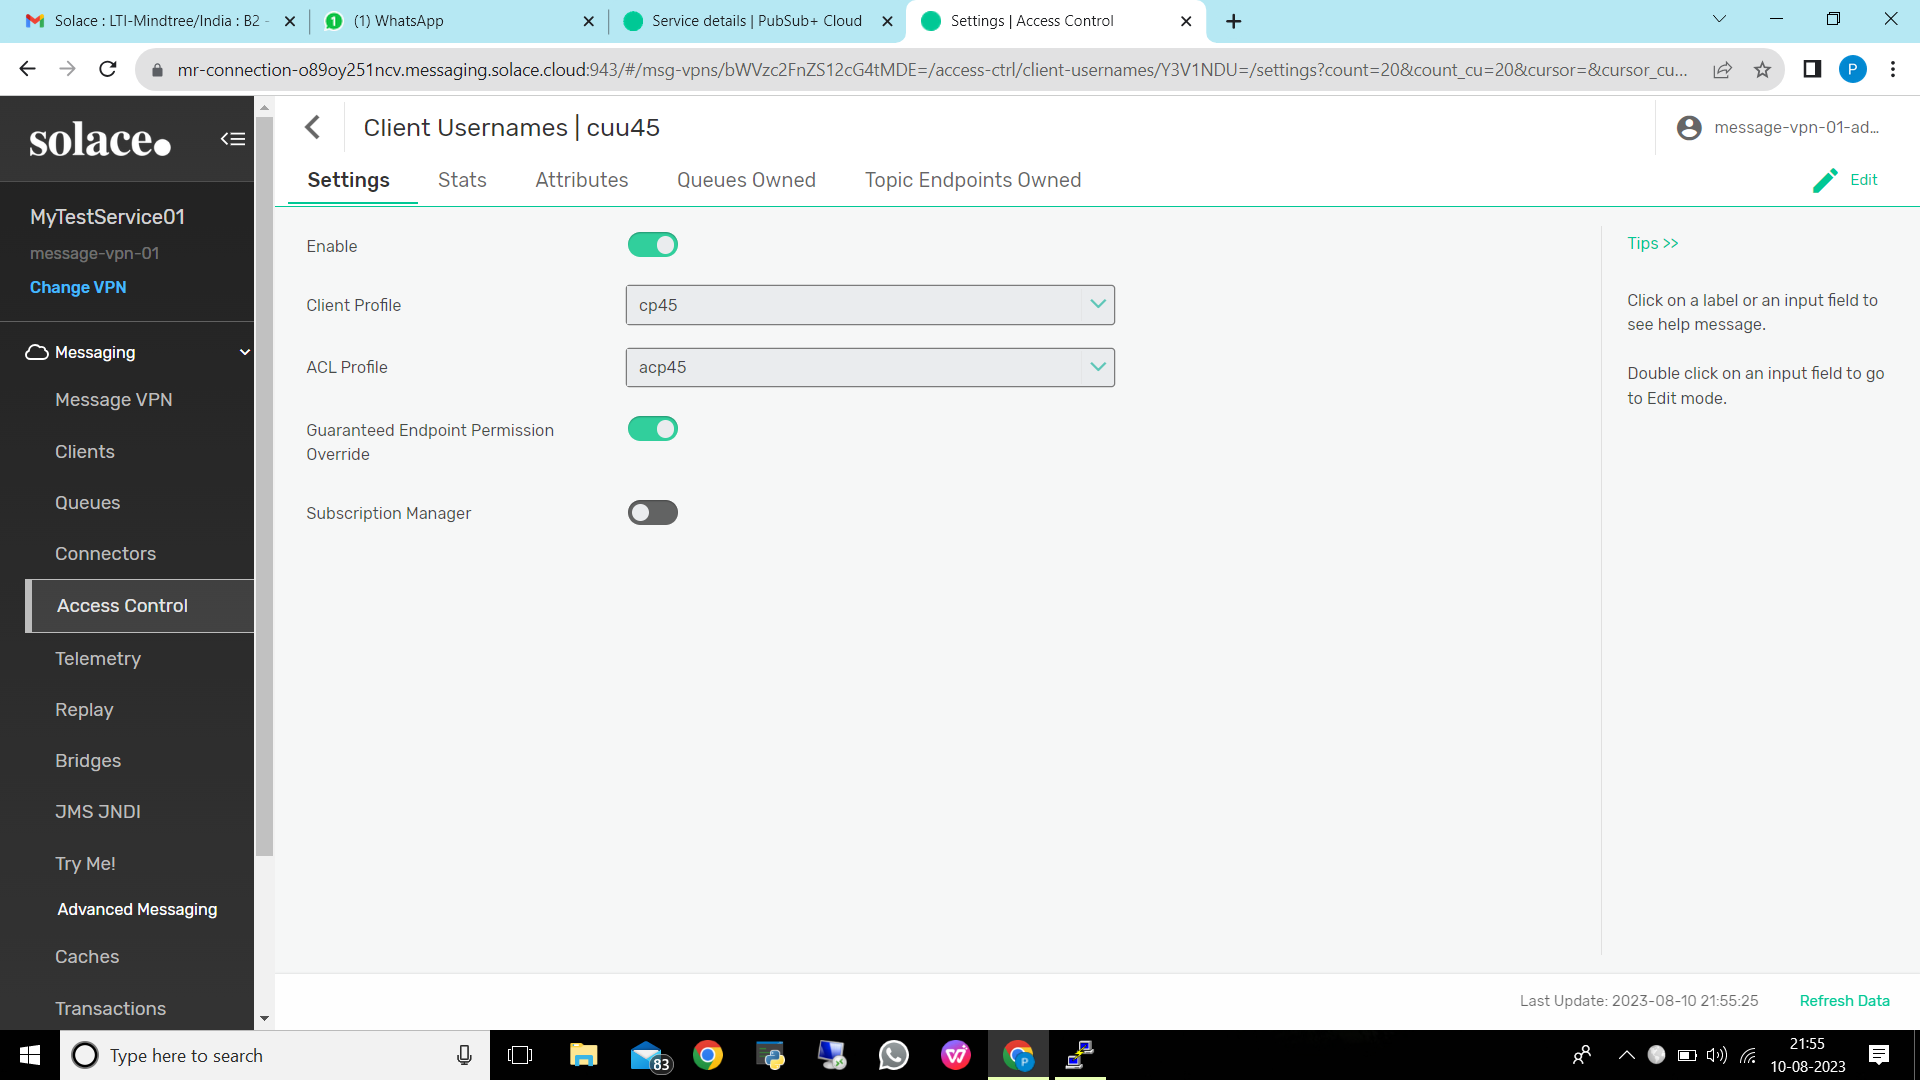 Solace : LTI-Mindtree/India : B2 -
(1) WhatsApp
Service details | PubSub+ Cloud
Settings | Access Control
mr-connection-o89oy251ncv.messaging.solace.cloud:943/#/msg-vpns/bWVzc2FnZS12cG4tMDE=/access-ctrl/client-usernames/Y3V1NDU=/settings?count=20&count_cu=20&cursor=&cursor_cu...
P
solace.
Client Usernames | cuu45
message-vpn-01-ad...
Settings
Stats
Attributes
Queues Owned
Topic Endpoints Owned
Edit
MyTestService01
message-vpn-01
Change VPN
Messaging
Message VPN
Clients
Queues
Connectors
Access Control
Telemetry
Replay
Bridges
JMS JNDI
Try Me!
Advanced Messaging
Caches
Transactions
Enable
Client Profile
cp45
ACL Profile
acp45
Guaranteed Endpoint Permission
Override
Subscription Manager
Tips >>
Click on a label or an input field to
see help message.
Double click on an input field to go
to Edit mode.
Last Update: 2023-08-10 21:55:25
Refresh Data
Type here to search
83
P
21:55
10-08-2023